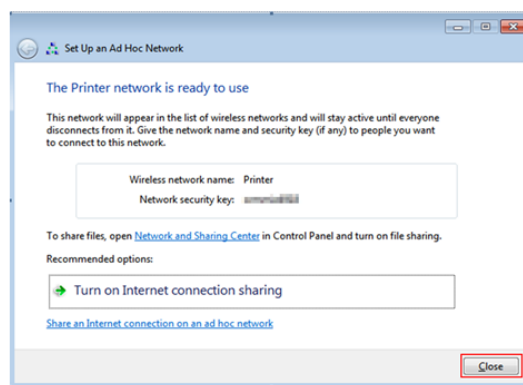 Set Up an Ad Hoc Network
The Printer network is ready to use
This network will appear in the list of wireless networks and will stay active until everyone
disconnects from it. Give the network name and security key (if any) to people you want
to connect to this network.
Wireless network name: Printer
Network security key:
To share files, open Network and Sharing Center in Control Panel and turn on file sharing.
Recommended options:
Turn on Internet connection sharing
Share an Internet connection on an ad hoc network
Close